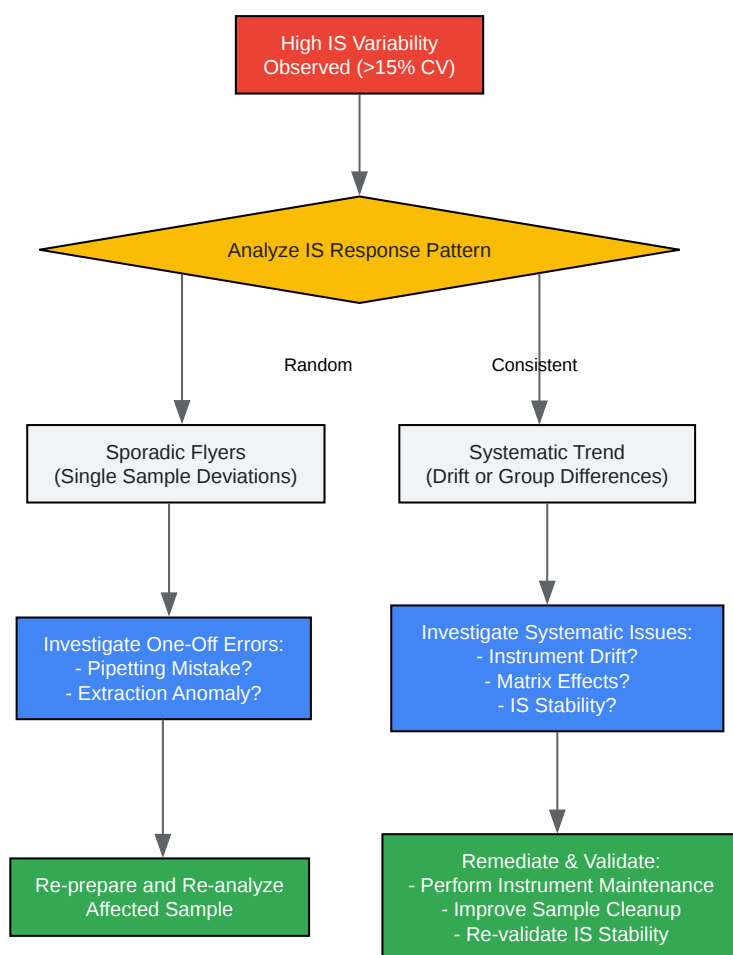 High IS Variability
Observed (>15% CV)
Analyze IS Response Pattern
Random
Consistent
Sporadic Flyers
(Single Sample Deviations)
Systematic Trend
(Drift or Group Differences)
Investigate One-Off Errors:
- Pipetting Mistake?
- Extraction Anomaly?
Investigate Systematic Issues:
- Instrument Drift?
- Matrix Effects?
- IS Stability?
Re-prepare and Re-analyze
Affected Sample
Remediate & Validate:
- Perform Instrument Maintenance
- Improve Sample Cleanup
- Re-validate IS Stability